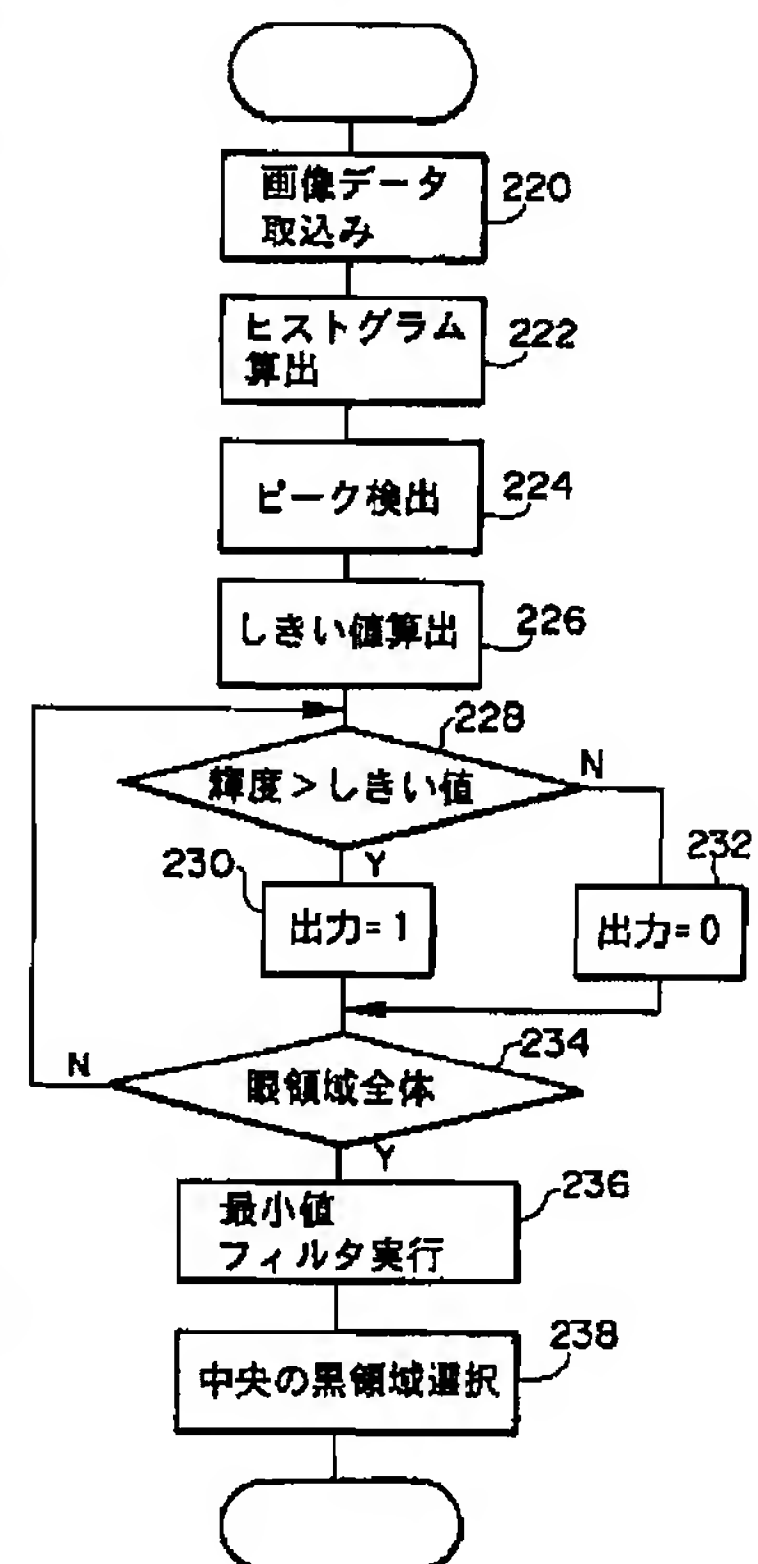 画像データ
取込み
220
ヒストグラム
算出
222
ピーク検出
224
しきい値算出
226
228
輝度>しきい値
N
Y
230
出力=1
232
出力=0
234
眼領域全体
N
Y
最小値
フィルタ実行
236
中央の黒領域選択
238